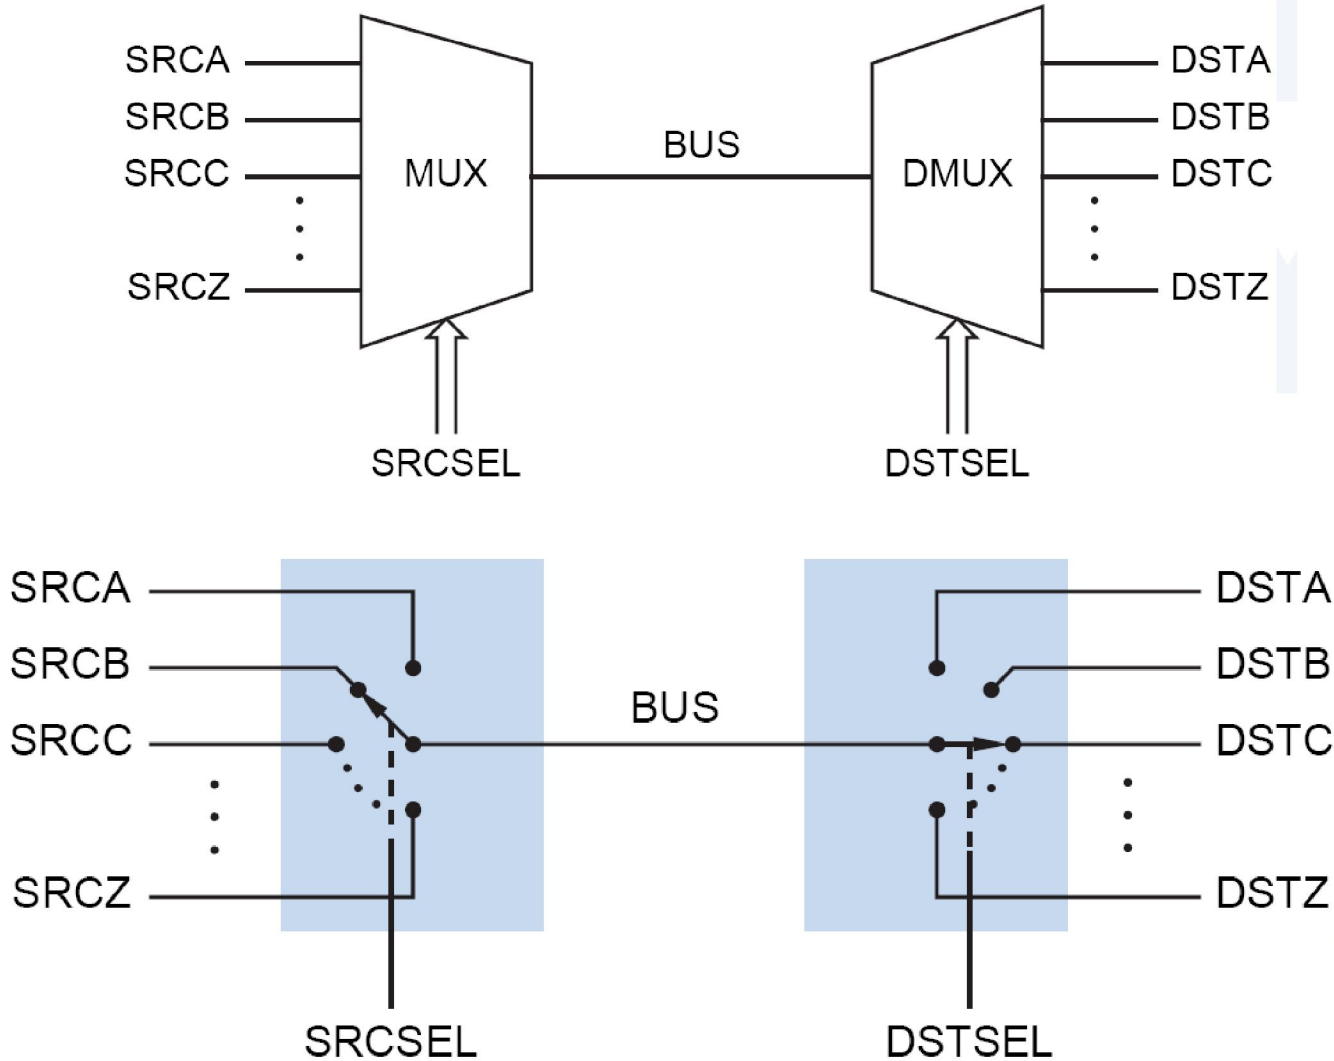 SRCA
SRCB
SRCC
SRCZ
MUX
BUS
DMUX
DSTA
DSTB
DSTC
DSTZ
SRCSEL
DSTSEL
SRCA
SRCB
SRCC
SRCZ
BUS
DSTA
DSTB
DSTC
DSTZ
SRCSEL
DSTSEL